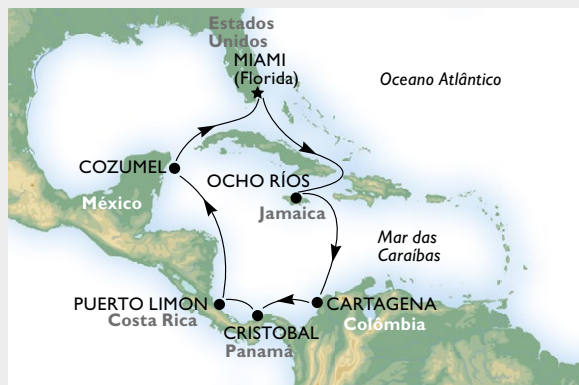 Estados
Unidos
MIAMI
(Florida)
Oceano Atlântico
COZUMEL
México
OCHO RÍOS
Jamaica
Mar das
Caraíbas
PUERTO LIMON
Costa Rica
CARTAGENA
Colômbia
CRISTOBAL
Panamá